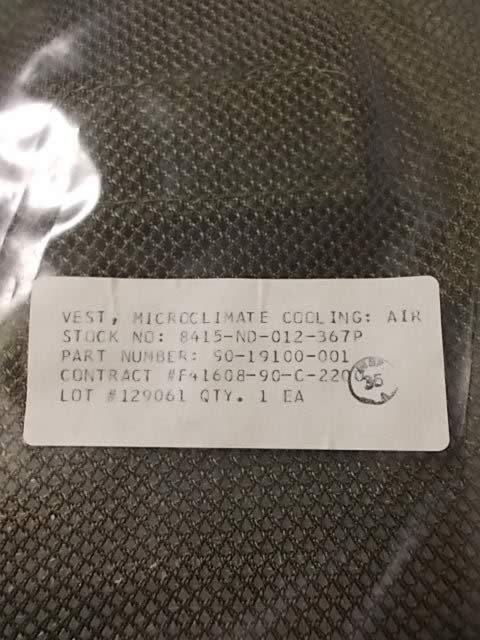 VEST, MICROCLIMATE COOLING: AIR
STOCK NO: 8415-ND-012-367P
PART NUMBER: 90-19100-001
CONTRACT #F41608-90-C-2200
LOT #129061 QTY. 1 EA